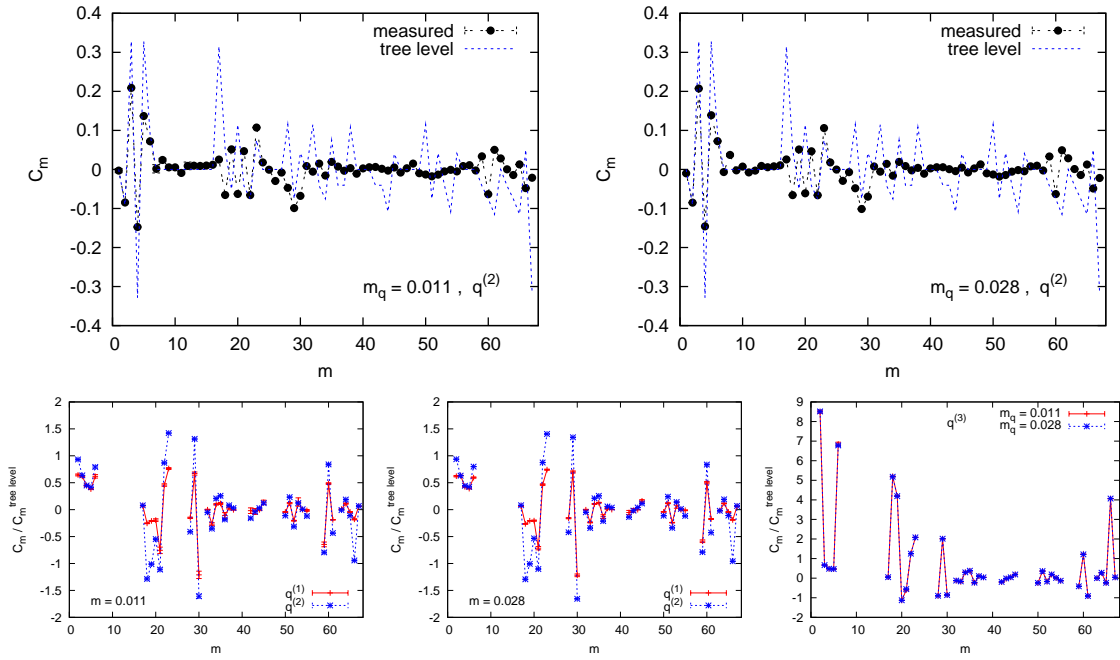 0.4
0.3
0.2
0.1
0
-0.1
-0.2
-0.3
-0.4
C_m
measured
tree level
m_q = 0.011 , q^(2)
0 10 20 30 40 50 60
m
0.4
0.3
0.2
0.1
0
-0.1
-0.2
-0.3
-0.4
C_m
measured
tree level
m_q = 0.028 , q^(2)
0 10 20 30 40 50 60
m
2
1.5
1
0.5
0
-0.5
-1
-1.5
-2
C_m / C_m^tree level
m = 0.011
q^(1)
q^(2)
0 10 20 30 40 50 60
m
2
1.5
1
0.5
0
-0.5
-1
-1.5
-2
C_m / C_m^tree level
m = 0.028
q^(1)
q^(2)
0 10 20 30 40 50 60
m
9
8
7
6
5
4
3
2
1
0
-1
-2
C_m / C_m^tree level
q^(3)
m_q = 0.011
m_q = 0.028
0 10 20 30 40 50 60
m